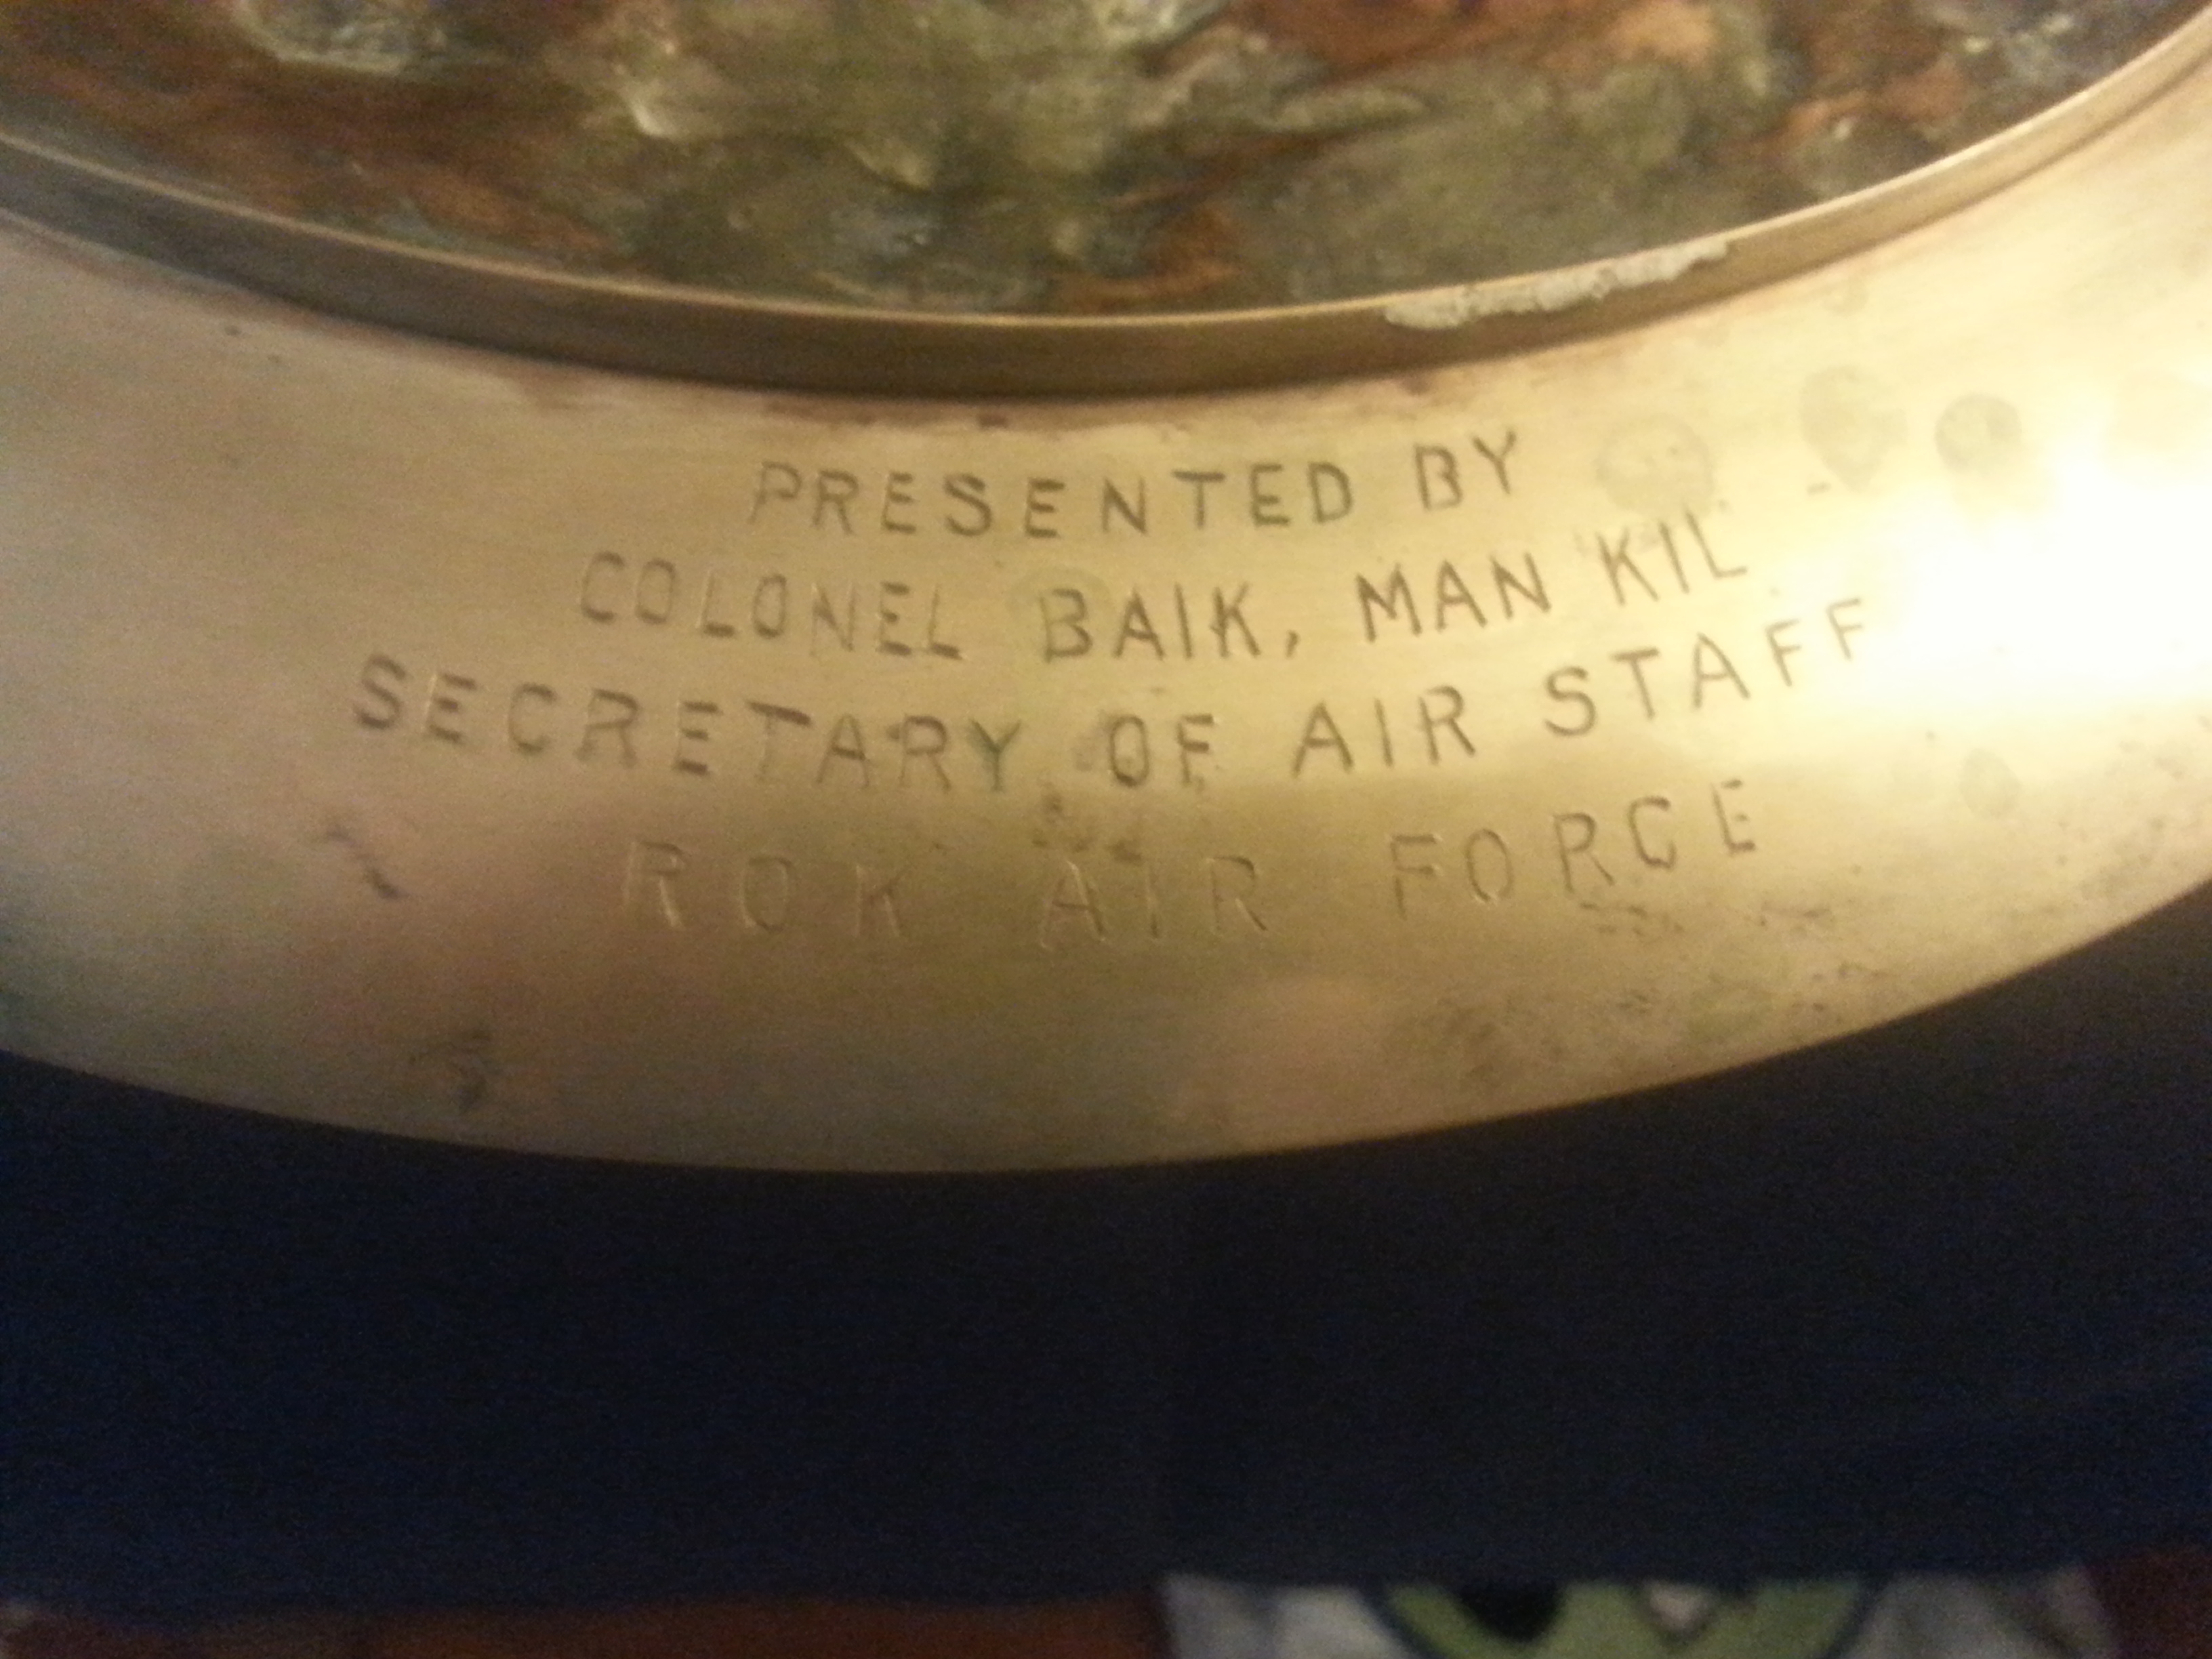 PRESENTED BY
COLONEL BAIK, MAN KIL
SECRETARY OF AIR STAFF
ROK AIR FORCE